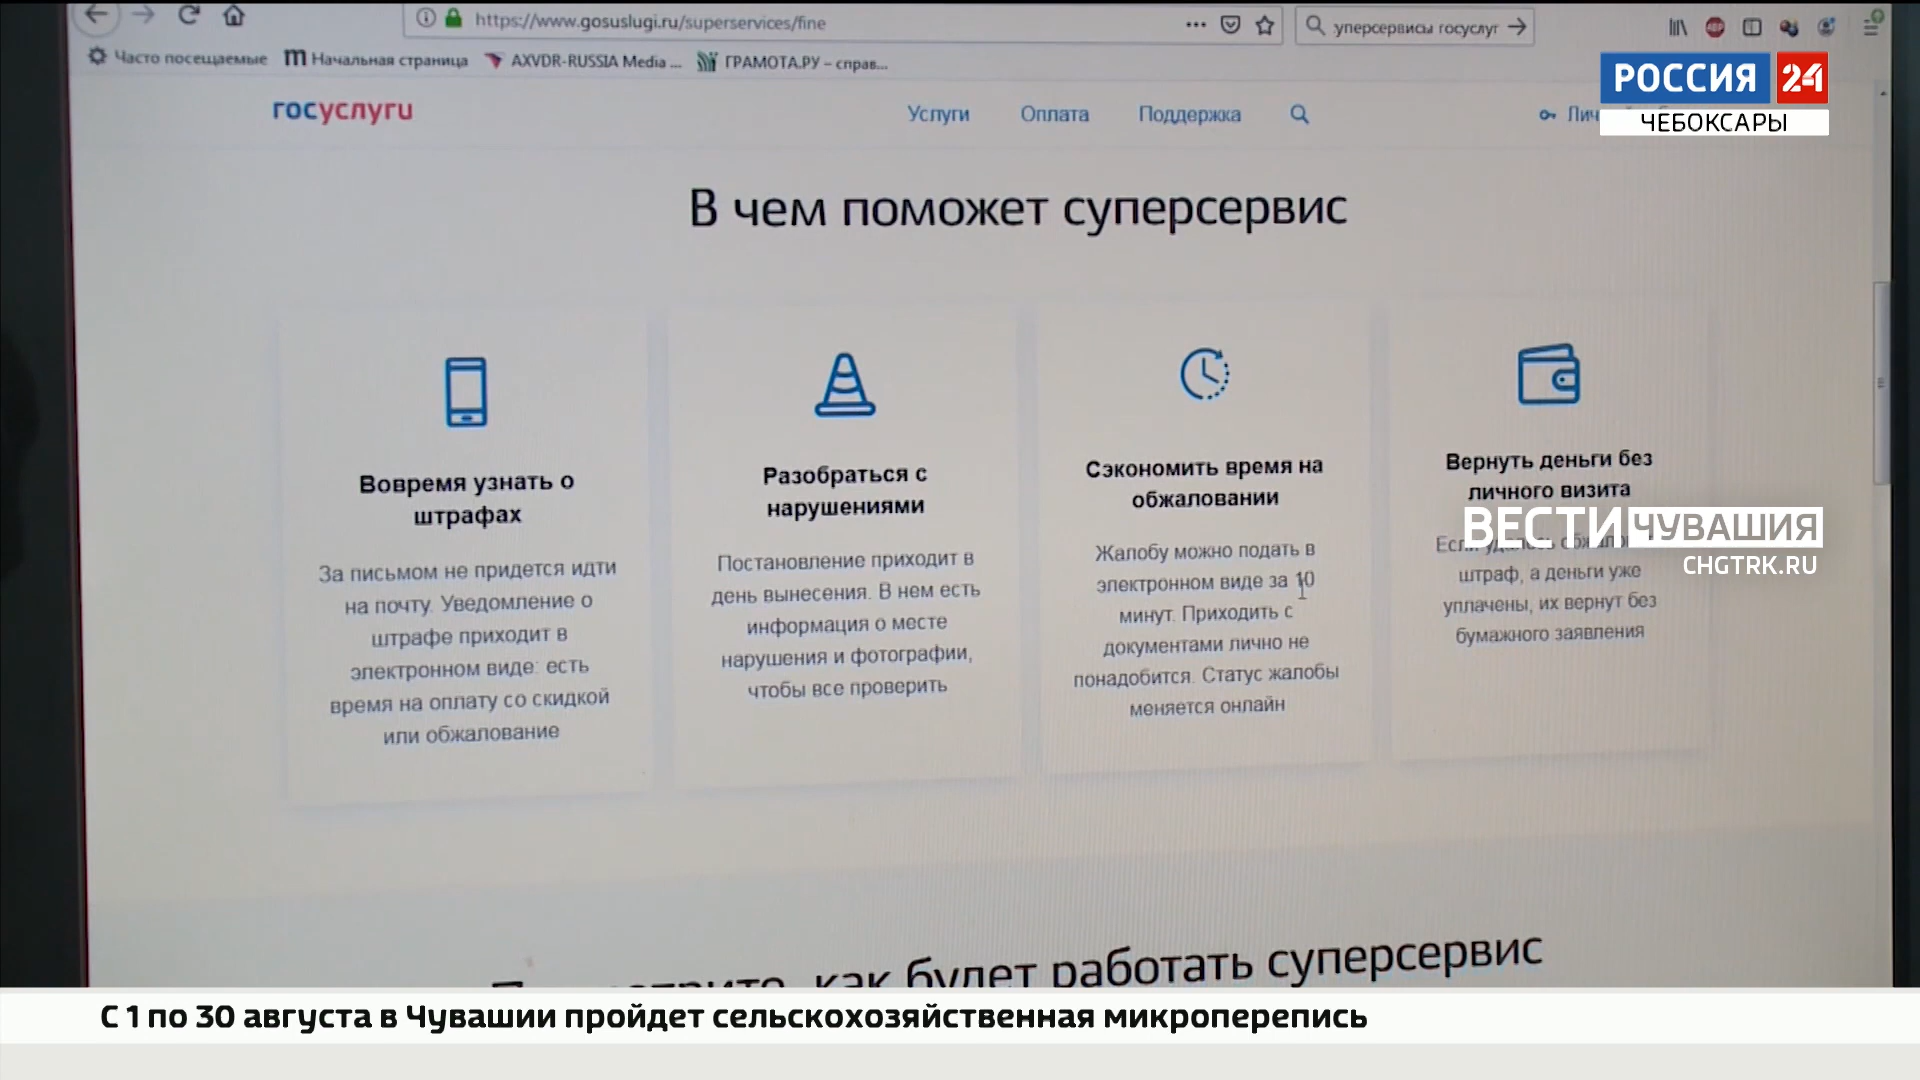 https://www.gosuslugi.ru/superservices/fine
уперсервисы госуслуг
Часто посещаемые
Начальная страница
AXVDR-RUSSIA Media ...
ГРАМОТА.РУ – справ...
РОССИЯ 24
ЧЕБОКСАРЫ
госуслуги
Услуги
Оплата
Поддержка
В чем поможет суперсервис
Вовремя узнать о
штрафах
За письмом не придется идти
на почту. Уведомление о
штрафе приходит в
электронном виде: есть
время на оплату со скидкой
или обжалование
Разобраться с
нарушениями
Постановление приходит в
день вынесения. В нем есть
информация о месте
нарушения и фотографии,
чтобы все проверить
Сэкономить время на
обжаловании
Жалобу можно подать в
электронном виде за 10
минут. Приходить с
документами лично не
понадобится. Статус жалобы
меняется онлайн
Вернуть деньги без
личного визита
Если удалось
штраф, а деньги уже
уплачены, их вернут без
бумажного заявления
ВЕСТИ ЧУВАШИЯ
CHGTRK.RU
как будет работать суперсервис
С 1 по 30 августа в Чувашии пройдет сельскохозяйственная микроперепись